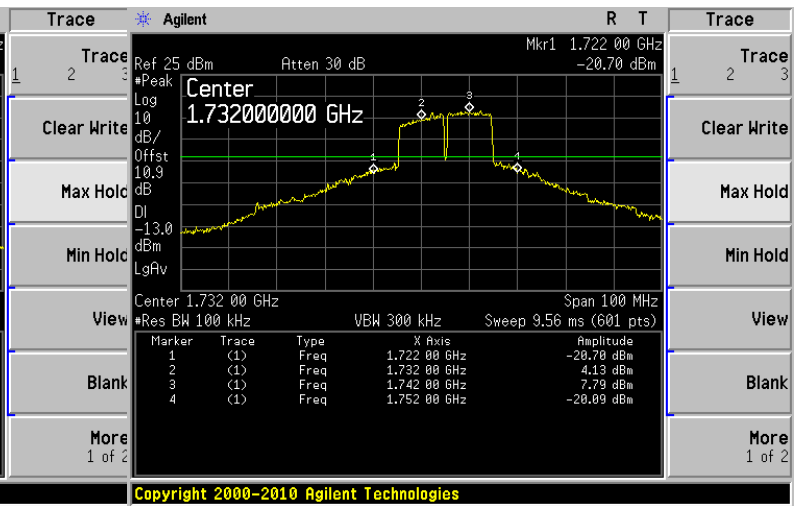 Trace
Agilent
R T
Trace
Trace
1 2 3
Clear Write
Max Hold
Min Hold
View
Blank
More
1 of 2
Mkr1 1.722 00 GHz
Ref 25 dBm
Atten 30 dB
-20.70 dBm
#Peak
Log
10
dB/
Offst
10.9
dB
DI
-13.0
dBm
LgAv
Center
1.732000000 GHz
1
2
3
4
Center 1.732 00 GHz
Span 100 MHz
#Res BW 100 kHz
VBW 300 kHz
Sweep 9.56 ms (601 pts)
Marker Trace Type X Axis Amplitude
1 (1) Freq 1.722 00 GHz -20.70 dBm
2 (1) Freq 1.732 00 GHz 4.13 dBm
3 (1) Freq 1.742 00 GHz 7.79 dBm
4 (1) Freq 1.752 00 GHz -20.09 dBm
Trace
1 2 3
Clear Write
Max Hold
Min Hold
View
Blank
More
1 of 2
Copyright 2000-2010 Agilent Technologies